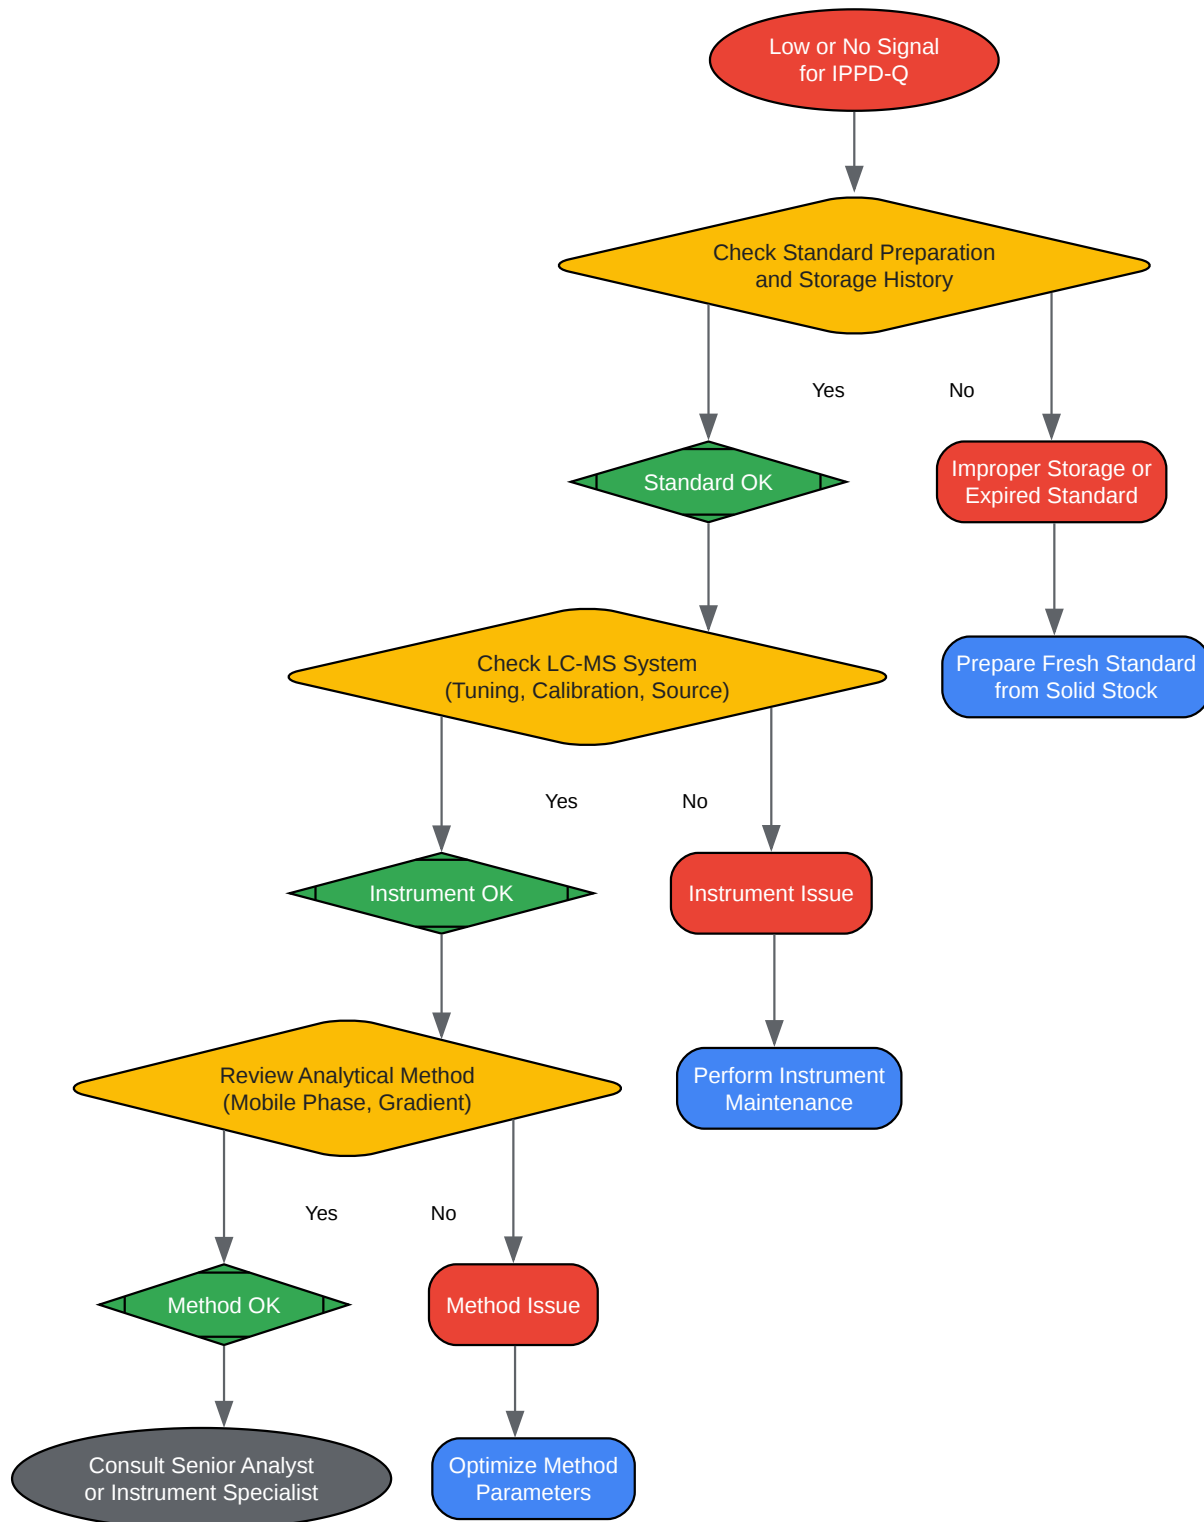 Low or No Signal
for IPPD-Q
Check Standard Preparation
and Storage History
Yes
No
Standard OK
Improper Storage or
Expired Standard
Check LC-MS System
(Tuning, Calibration, Source)
Prepare Fresh Standard
from Solid Stock
Yes
No
Instrument OK
Instrument Issue
Review Analytical Method
(Mobile Phase, Gradient)
Perform Instrument
Maintenance
Yes
No
Method OK
Method Issue
Consult Senior Analyst
or Instrument Specialist
Optimize Method
Parameters